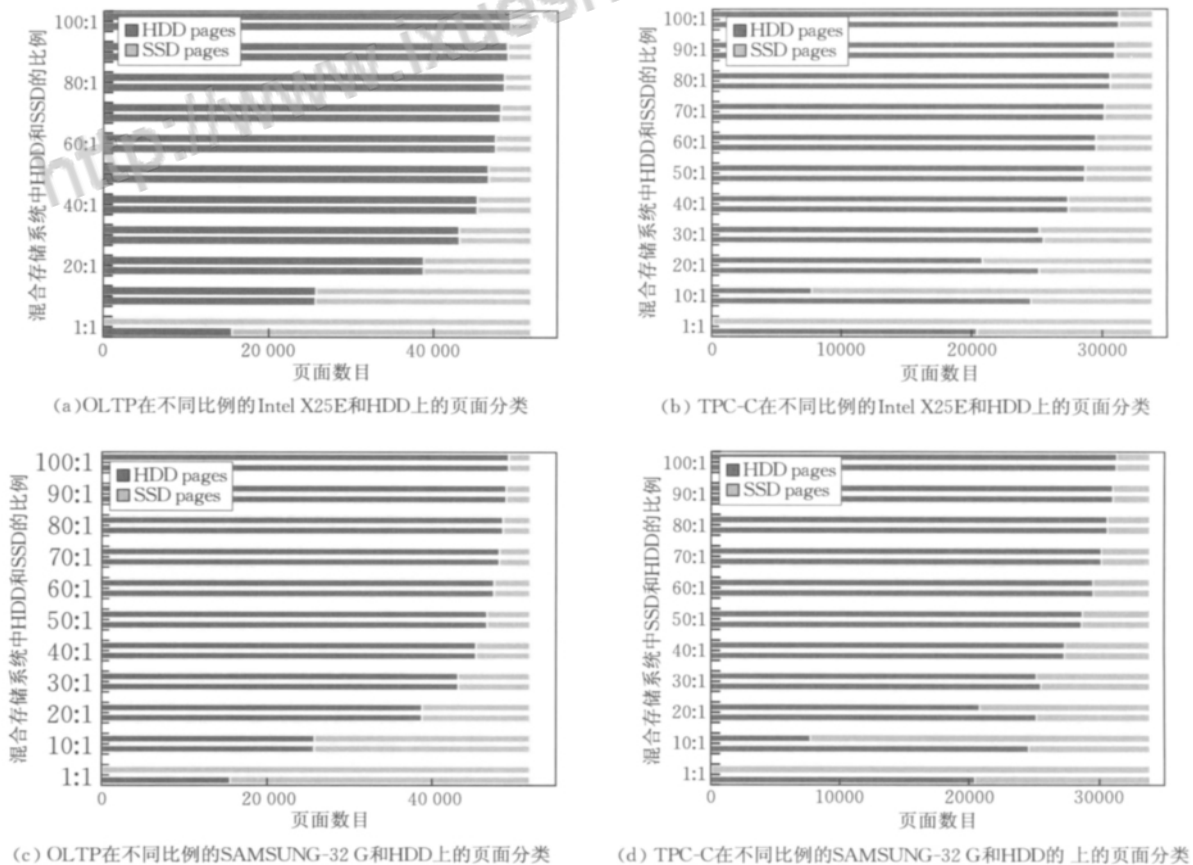 混合存储系统中HDD和SSD的比例
100:1
80:1
60:1
40:1
20:1
1:1
HDD pages
SSD pages
0
20 000
40 000
页面数目
(a)OLTP在不同比例的Intel X25E和HDD上的页面分类
混合存储系统中HDD和SSD的比例
100:1
90:1
80:1
70:1
60:1
50:1
40:1
30:1
20:1
10:1
1:1
HDD pages
SSD pages
0
10000
20000
30000
页面数目
(b) TPC-C在不同比例的Intel X25E和HDD上的页面分类
混合存储系统中HDD和SSD的比例
100:1
90:1
80:1
70:1
60:1
50:1
40:1
30:1
20:1
10:1
1:1
HDD pages
SSD pages
0
20 000
40 000
页面数目
(c) OLTP在不同比例的SAMSUNG-32 G和HDD上的页面分类
混合存储系统中SSD和HDD的比例
100:1
90:1
80:1
70:1
60:1
50:1
40:1
30:1
20:1
10:1
1:1
HDD pages
SSD pages
0
10000
20000
30000
页面数目
(d) TPC-C在不同比例的SAMSUNG-32 G和HDD的 上的页面分类